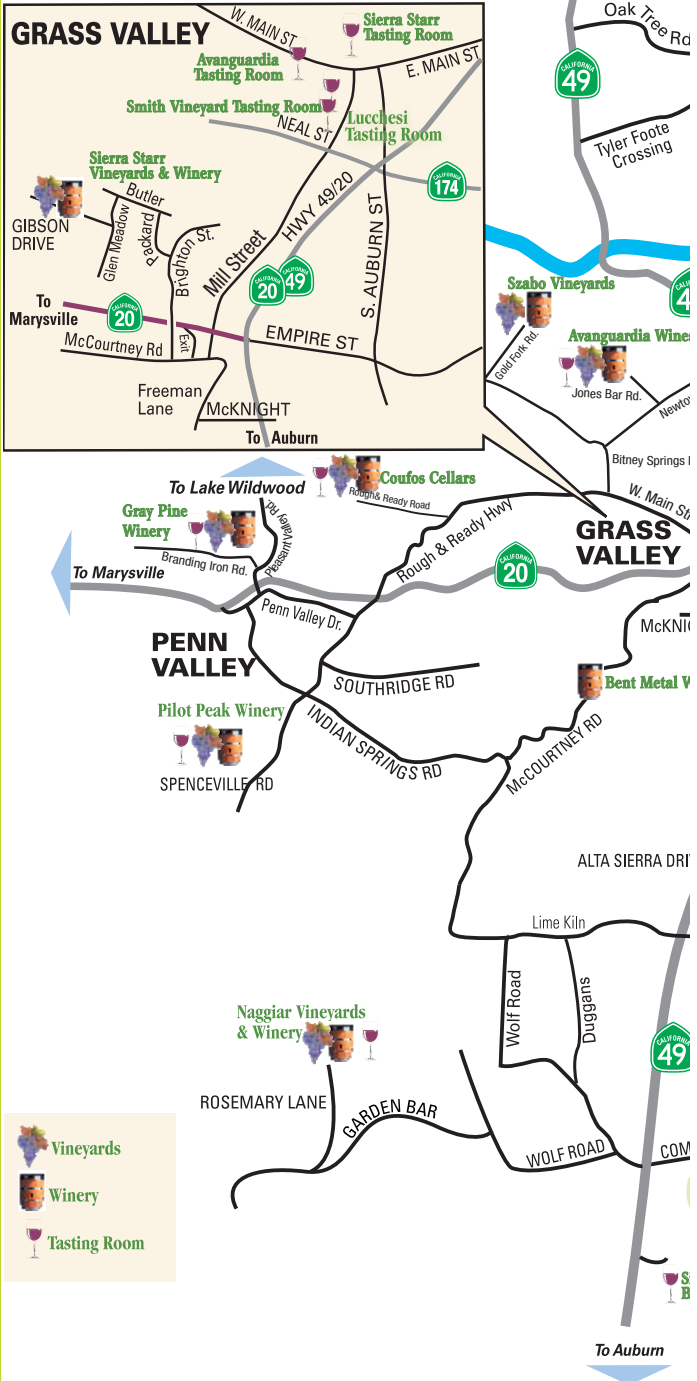 GRASS VALLEY
W. MAIN ST
Sierra Starr
Tasting Room
Avanguardia
Tasting Room
E. MAIN ST
Smith Vineyard Tasting Room
NEAL ST
Lucchesi
Tasting Room
CALIFORNIA
174
Sierra Starr
Vineyards & Winery
Butler
GIBSON
DRIVE
Glen Meadow
Packard
Brighton St.
Mill Street
HWY 49/20
S. AUBURN ST
CALIFORNIA
20
CALIFORNIA
49
To
Marysville
CALIFORNIA
20
McCourtney Rd
Exit
EMPIRE ST
Freeman
Lane
McKNIGHT
To Auburn
Oak Tree Rd
CALIFORNIA
49
Tyler Foote
Crossing
Szabo Vineyards
Gold Fork Rd.
Avanguardia
Jones Bar Rd.
Bitney Springs
W. Main
GRASS
VALLEY
To Lake Wildwood
Coufos Cellars
Rough & Ready Road
Gray Pine
Winery
Pleasant Valley Rd.
Branding Iron Rd.
Rough & Ready Hwy
To Marysville
CALIFORNIA
20
Penn Valley Dr.
PENN
VALLEY
SOUTHRIDGE RD
Bent Metal
Pilot Peak Winery
INDIAN SPRINGS RD
McCOURTNEY RD
SPENCEVILLE RD
ALTA SIERRA
Lime Kiln
Wolf Road
Duggans
Naggiar Vineyards
& Winery
CALIFORNIA
49
ROSEMARY LANE
GARDEN BAR
WOLF ROAD
Vineyards
Winery
Tasting Room
To Auburn